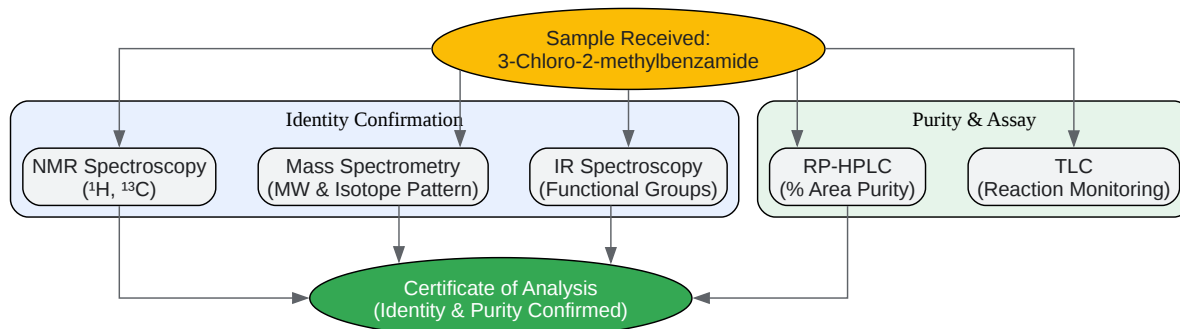 Sample Received:
3-Chloro-2-methylbenzamide
Identity Confirmation
Purity & Assay
NMR Spectroscopy
(¹H, ¹³C)
Mass Spectrometry
(MW & Isotope Pattern)
IR Spectroscopy
(Functional Groups)
RP-HPLC
(% Area Purity)
TLC
(Reaction Monitoring)
Certificate of Analysis
(Identity & Purity Confirmed)